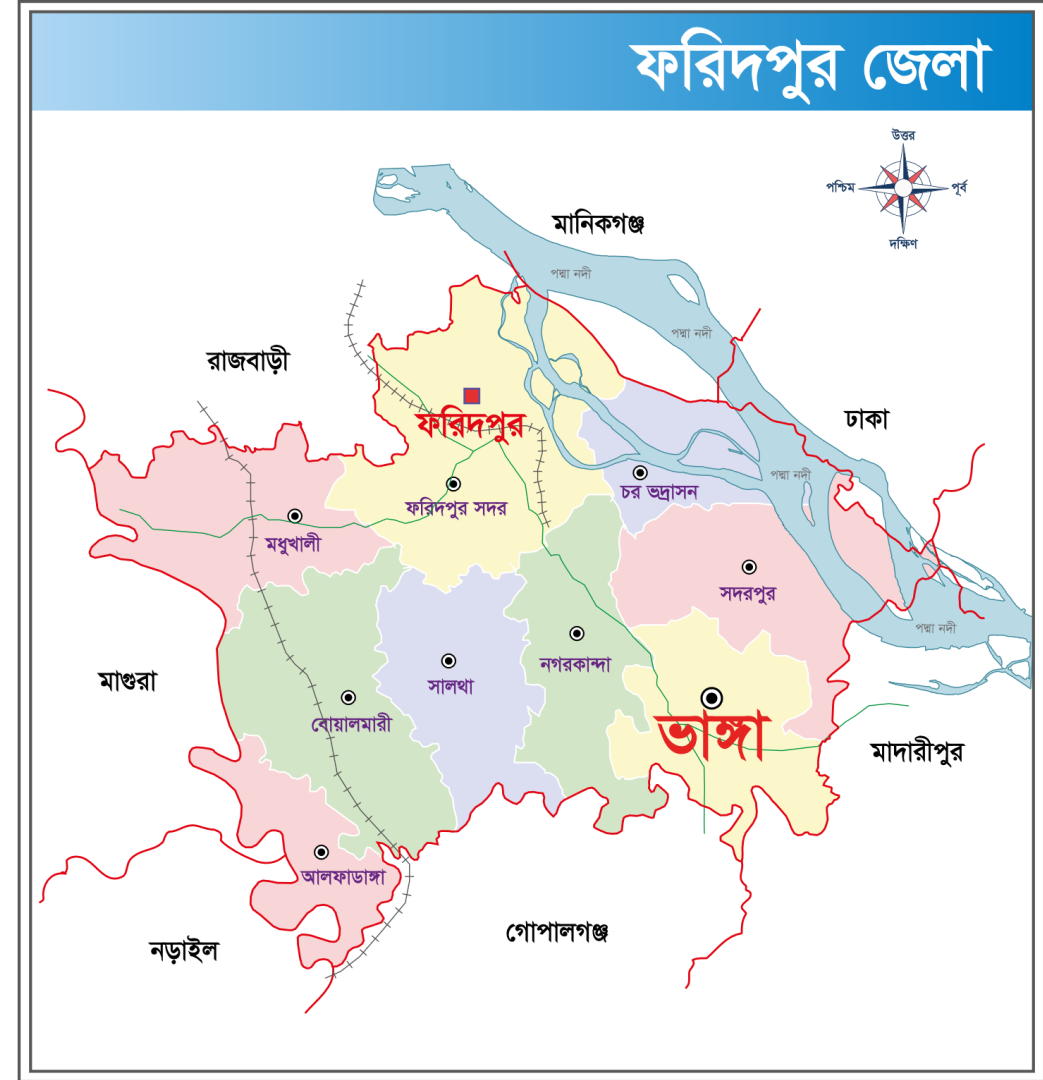 ফরিদপুর জেলা
উত্তর
পশ্চিম
পূর্ব
দক্ষিণ
মানিকগঞ্জ
পদ্মা নদী
পদ্মা নদী
রাজবাড়ী
ঢাকা
ফরিদপুর
পদ্মা নদী
চর ভদ্রাসন
ফরিদপুর সদর
মধুখালী
সদরপুর
পদ্মা নদী
নগরকান্দা
মাগুরা
সালথা
বোয়ালমারী
ভাঙ্গা
মাদারীপুর
আলফাডাঙ্গা
গোপালগঞ্জ
নড়াইল